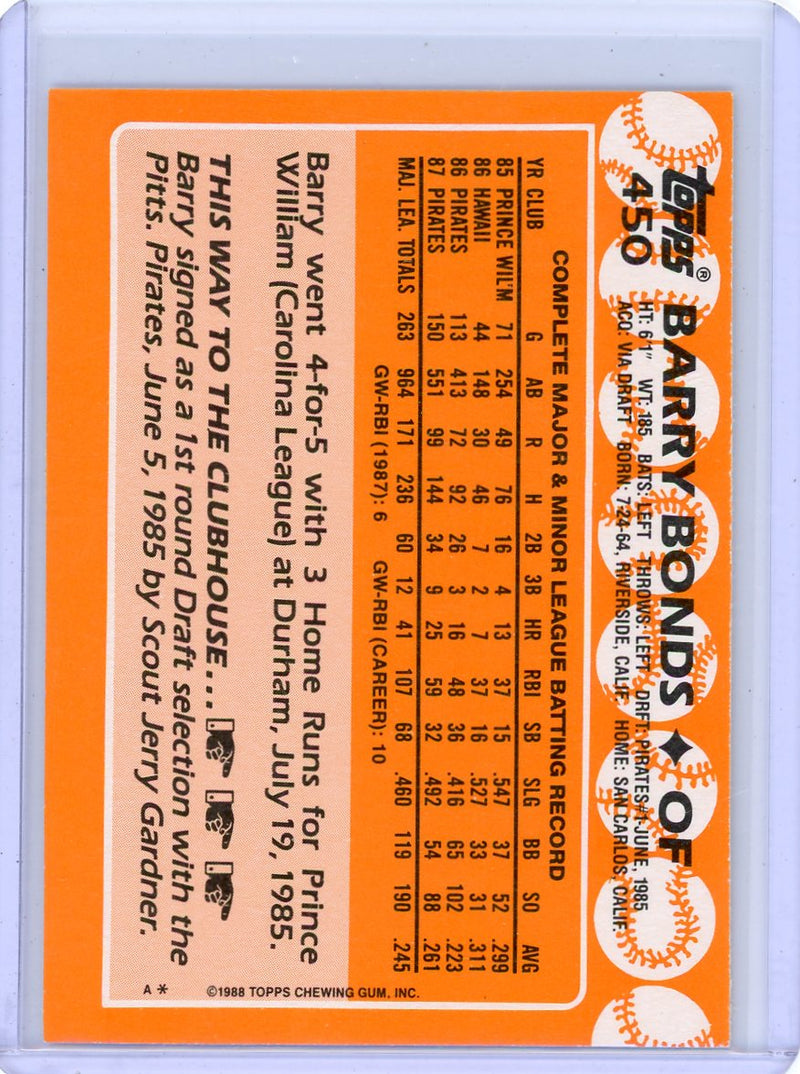 topps® BARRY BONDS ✦ OF
450
HT: 6'1" WT: 185 BATS: LEFT THROWS: LEFT DRFT: PIRATES#1-JUNE, 1985
ACQ: VIA DRAFT BORN: 7-24-64, RIVERSIDE, CALIF. HOME: SAN CARLOS, CALIF.
COMPLETE MAJOR & MINOR LEAGUE BATTING RECORD
YR CLUB G AB R H 2B 3B HR RBI SB SLG BB SO AVG
85 PRINCE WIL'M 71 254 49 76 16 4 13 37 15 .547 37 52 .299
86 HAWAII 44 148 30 46 7 2 7 37 16 .527 33 31 .311
86 PIRATES 113 413 72 92 26 3 16 48 36 .416 65 102 .223
87 PIRATES 150 551 99 144 34 9 25 59 32 .492 54 88 .261
MAJ. LEA. TOTALS 263 964 171 236 60 12 41 107 68 .460 119 190 .245
GW-RBI (1987): 6 GW-RBI (CAREER): 10
Barry went 4-for-5 with 3 Home Runs for Prince
William (Carolina League) at Durham, July 19, 1985.
THIS WAY TO THE CLUBHOUSE...
Barry signed as a 1st round Draft selection with the
Pitts. Pirates, June 5, 1985 by Scout Jerry Gardner.
A * ©1988 TOPPS CHEWING GUM, INC.